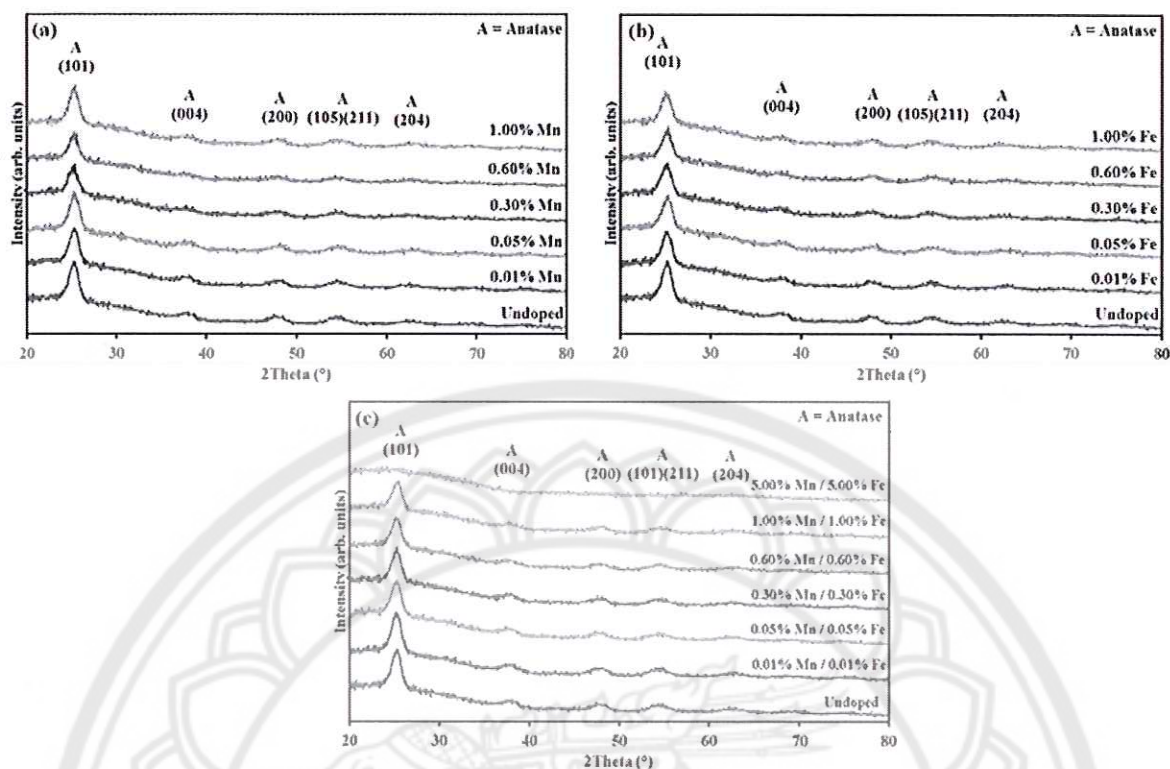 (a)
A = Anatase
A
(101)
A
(004)
A
(200)
A
(105)(211)
A
(204)
1.00% Mn
0.60% Mn
0.30% Mn
0.05% Mn
0.01% Mn
Undoped
Intensity (arb. units)
20 30 40 50 60 70 80
2Theta (°)
(b)
A = Anatase
A
(101)
A
(004)
A
(200)
A
(105)(211)
A
(204)
1.00% Fe
0.60% Fe
0.30% Fe
0.05% Fe
0.01% Fe
Undoped
Intensity (arb. units)
20 30 40 50 60 70 80
2Theta (°)
(c)
A = Anatase
A
(101)
A
(004)
A
(200)
A
(101)(211)
A
(204)
5.00% Mn / 5.00% Fe
1.00% Mn / 1.00% Fe
0.60% Mn / 0.60% Fe
0.30% Mn / 0.30% Fe
0.05% Mn / 0.05% Fe
0.01% Mn / 0.01% Fe
Undoped
Intensity (arb. units)
20 30 40 50 60 70 80
2Theta (°)